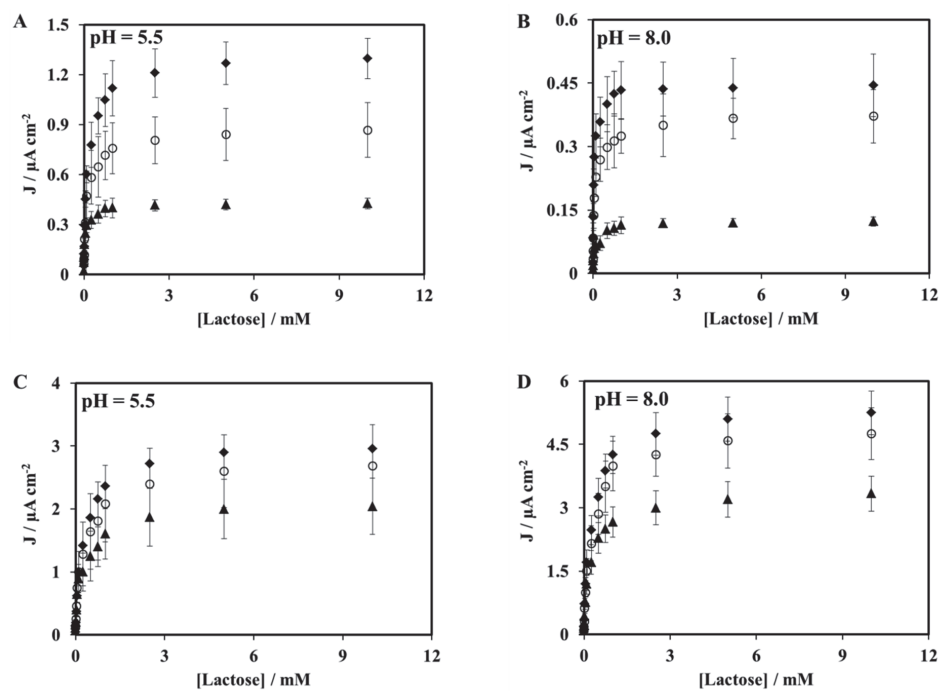 A
pH = 5.5
J / µA cm⁻²
1.5
1.2
0.9
0.6
0.3
0
0 3 6 9 12
[Lactose] / mM
B
pH = 8.0
J / µA cm⁻²
0.6
0.45
0.3
0.15
0
0 3 6 9 12
[Lactose] / mM
C
pH = 5.5
J / µA cm⁻²
4
3
2
1
0
0 3 6 9 12
[Lactose] / mM
D
pH = 8.0
J / µA cm⁻²
6
4.5
3
1.5
0
0 3 6 9 12
[Lactose] / mM